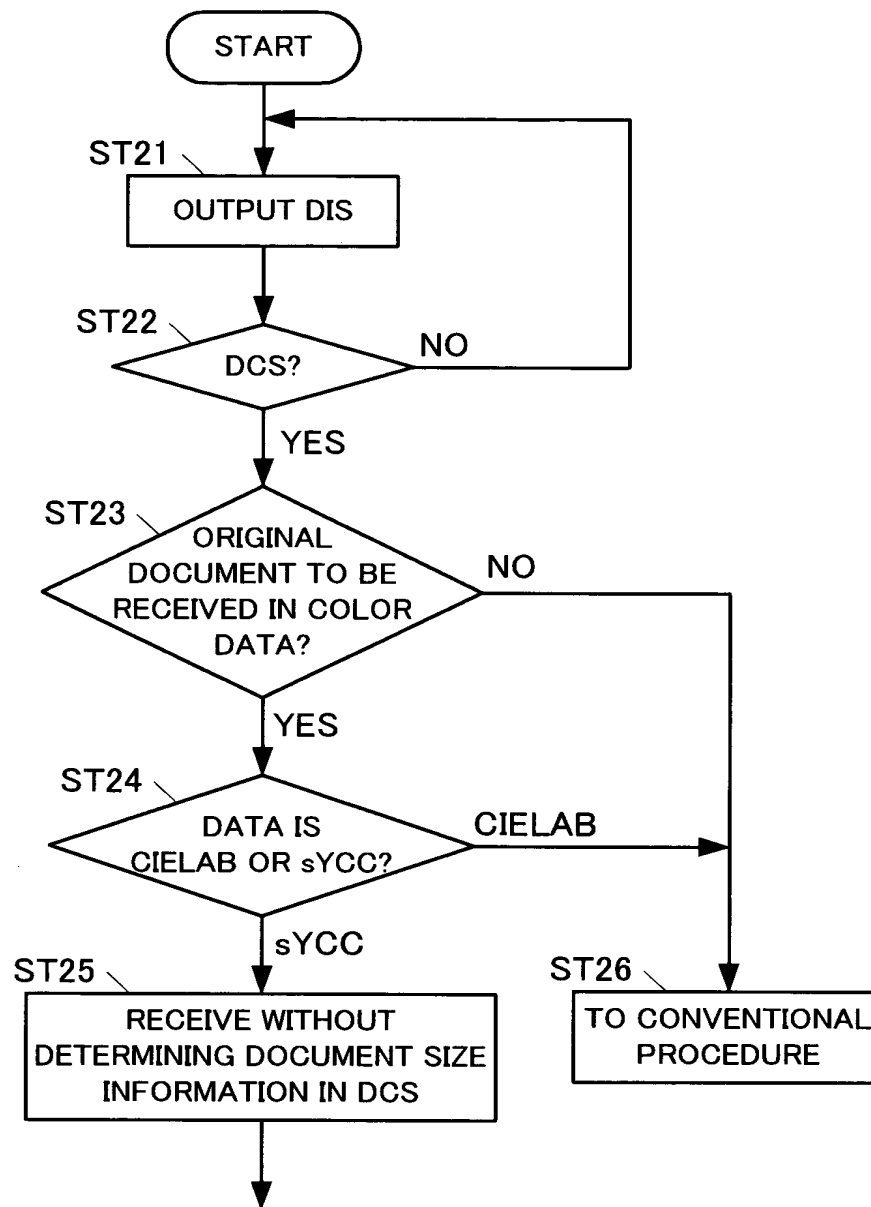 START
ST21
OUTPUT DIS
ST22
DCS?
NO
YES
ST23
ORIGINAL
DOCUMENT TO BE
RECEIVED IN COLOR
DATA?
NO
YES
ST24
DATA IS
CIELAB OR sYCC?
CIELAB
sYCC
ST25
RECEIVE WITHOUT
DETERMINING DOCUMENT SIZE
INFORMATION IN DCS
ST26
TO CONVENTIONAL
PROCEDURE